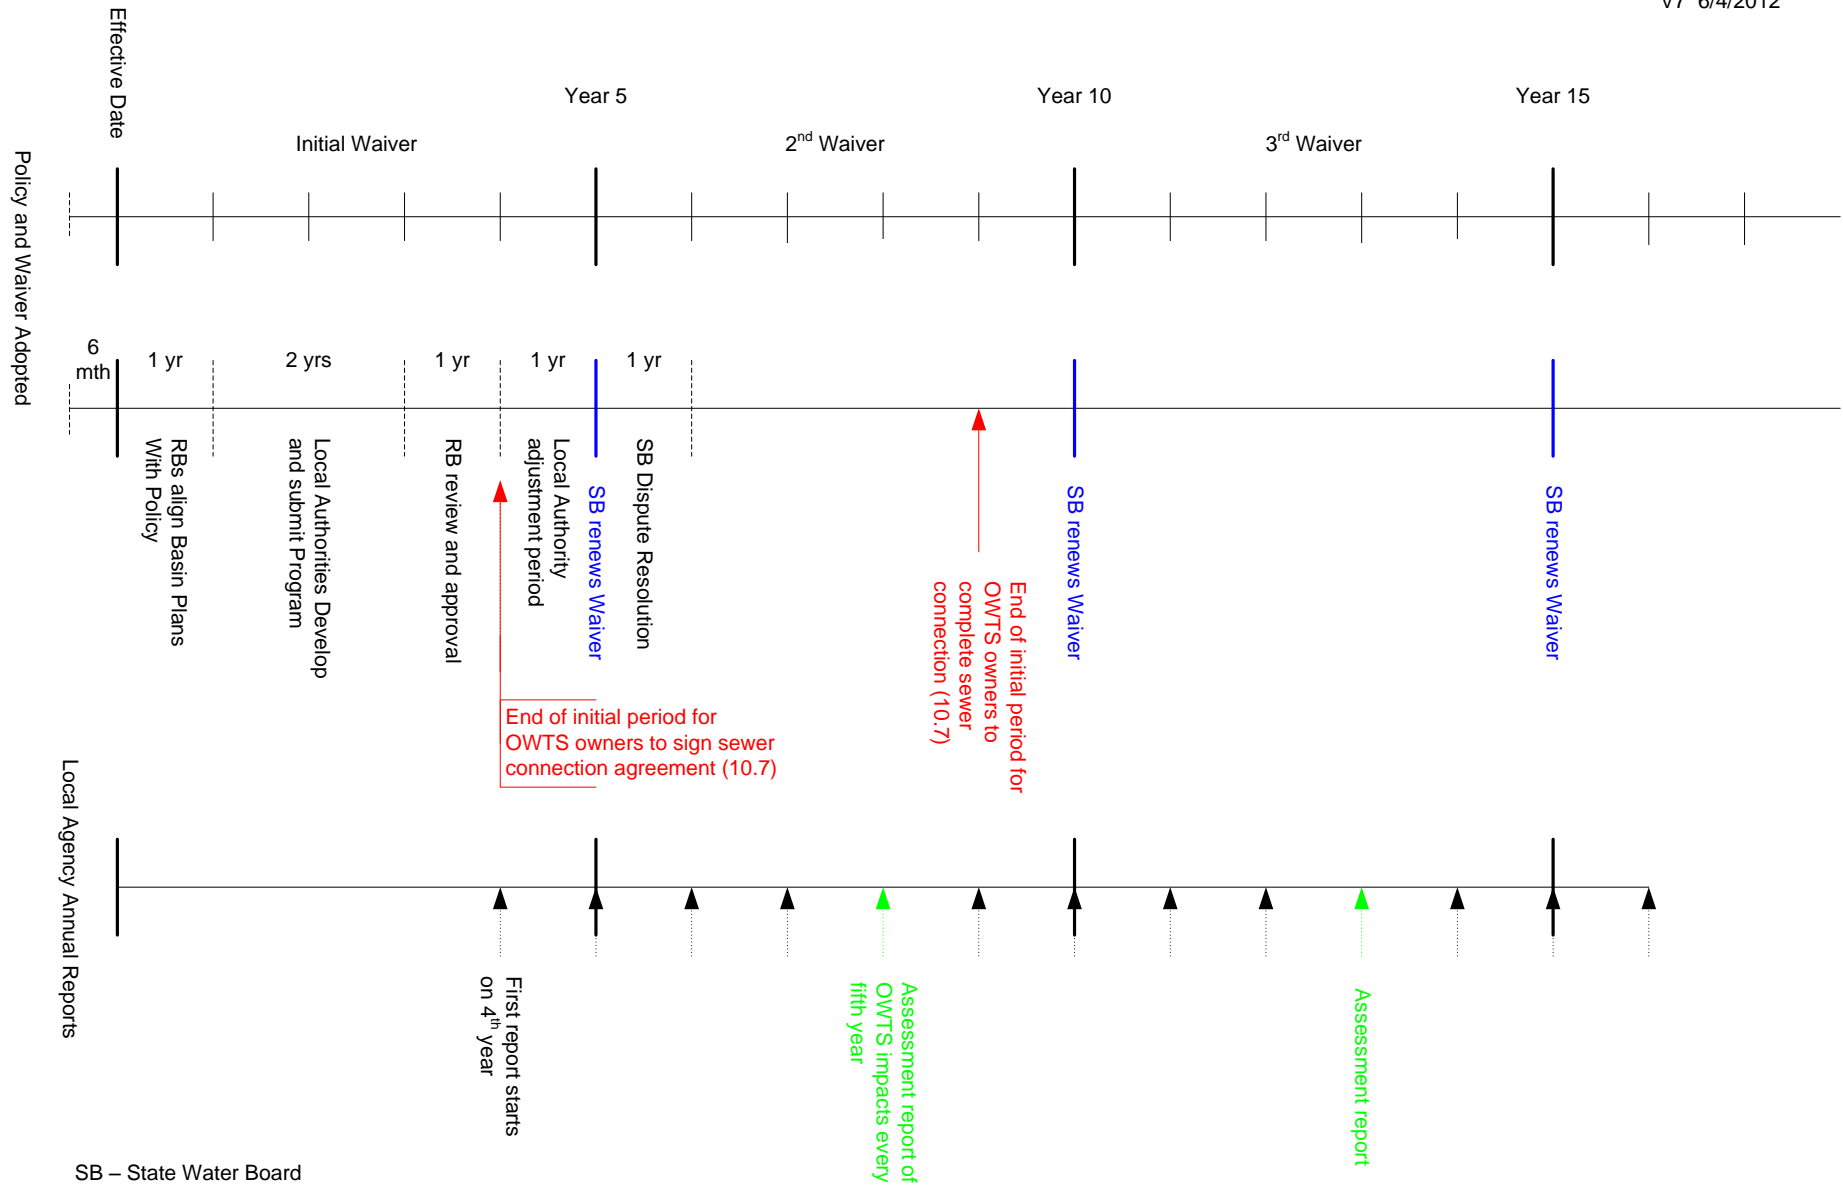 v7 6/4/2012
Effective Date
Year 5
Year 10
Year 15
Initial Waiver
2nd Waiver
3rd Waiver
Policy and Waiver Adopted
6
mth
1 yr
2 yrs
1 yr
1 yr
1 yr
RBs align Basin Plans
With Policy
Local Authorities Develop
and submit Program
RB review and approval
Local Authority
adjustment period
SB renews Waiver
SB Dispute Resolution
End of initial period for
OWTS owners to
complete sewer
connection (10.7)
SB renews Waiver
SB renews Waiver
End of initial period for
OWTS owners to sign sewer
connection agreement (10.7)
Local Agency Annual Reports
First report starts
on 4th year
Assessment report of
OWTS impacts every
fifth year
Assessment report
SB – State Water Board